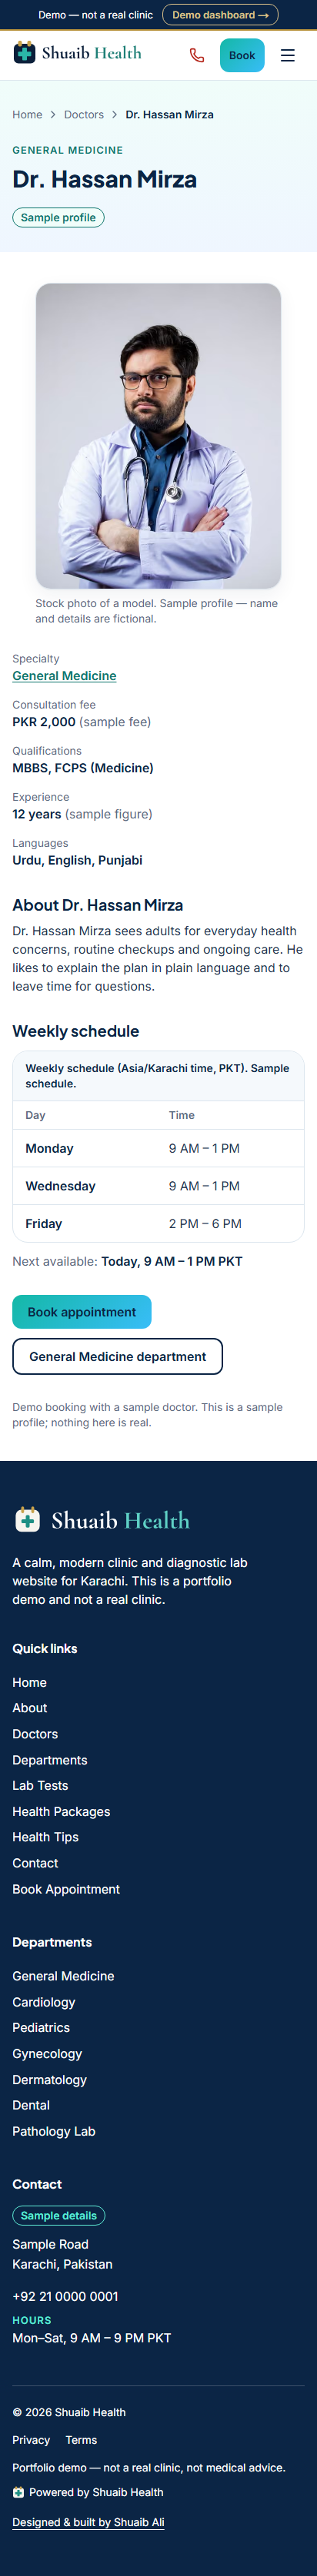 Demo — not a real clinic
Demo dashboard →
Shuaib Health
Book
Home > Doctors > Dr. Hassan Mirza
GENERAL MEDICINE
Dr. Hassan Mirza
Sample profile
Stock photo of a model. Sample profile — name
and details are fictional.
Specialty
General Medicine
Consultation fee
PKR 2,000 (sample fee)
Qualifications
MBBS, FCPS (Medicine)
Experience
12 years (sample figure)
Languages
Urdu, English, Punjabi
About Dr. Hassan Mirza
Dr. Hassan Mirza sees adults for everyday health
concerns, routine checkups and ongoing care. He
likes to explain the plan in plain language and to
leave time for questions.
Weekly schedule
Weekly schedule (Asia/Karachi time, PKT). Sample
schedule.
Day Time
Monday 9 AM – 1 PM
Wednesday 9 AM – 1 PM
Friday 2 PM – 6 PM
Next available: Today, 9 AM – 1 PM PKT
Book appointment
General Medicine department
Demo booking with a sample doctor. This is a sample
profile; nothing here is real.
Shuaib Health
A calm, modern clinic and diagnostic lab
website for Karachi. This is a portfolio
demo and not a real clinic.
Quick links
Home
About
Doctors
Departments
Lab Tests
Health Packages
Health Tips
Contact
Book Appointment
Departments
General Medicine
Cardiology
Pediatrics
Gynecology
Dermatology
Dental
Pathology Lab
Contact
Sample details
Sample Road
Karachi, Pakistan
+92 21 0000 0001
HOURS
Mon–Sat, 9 AM – 9 PM PKT
© 2026 Shuaib Health
Privacy Terms
Portfolio demo — not a real clinic, not medical advice.
Powered by Shuaib Health
Designed & built by Shuaib Ali